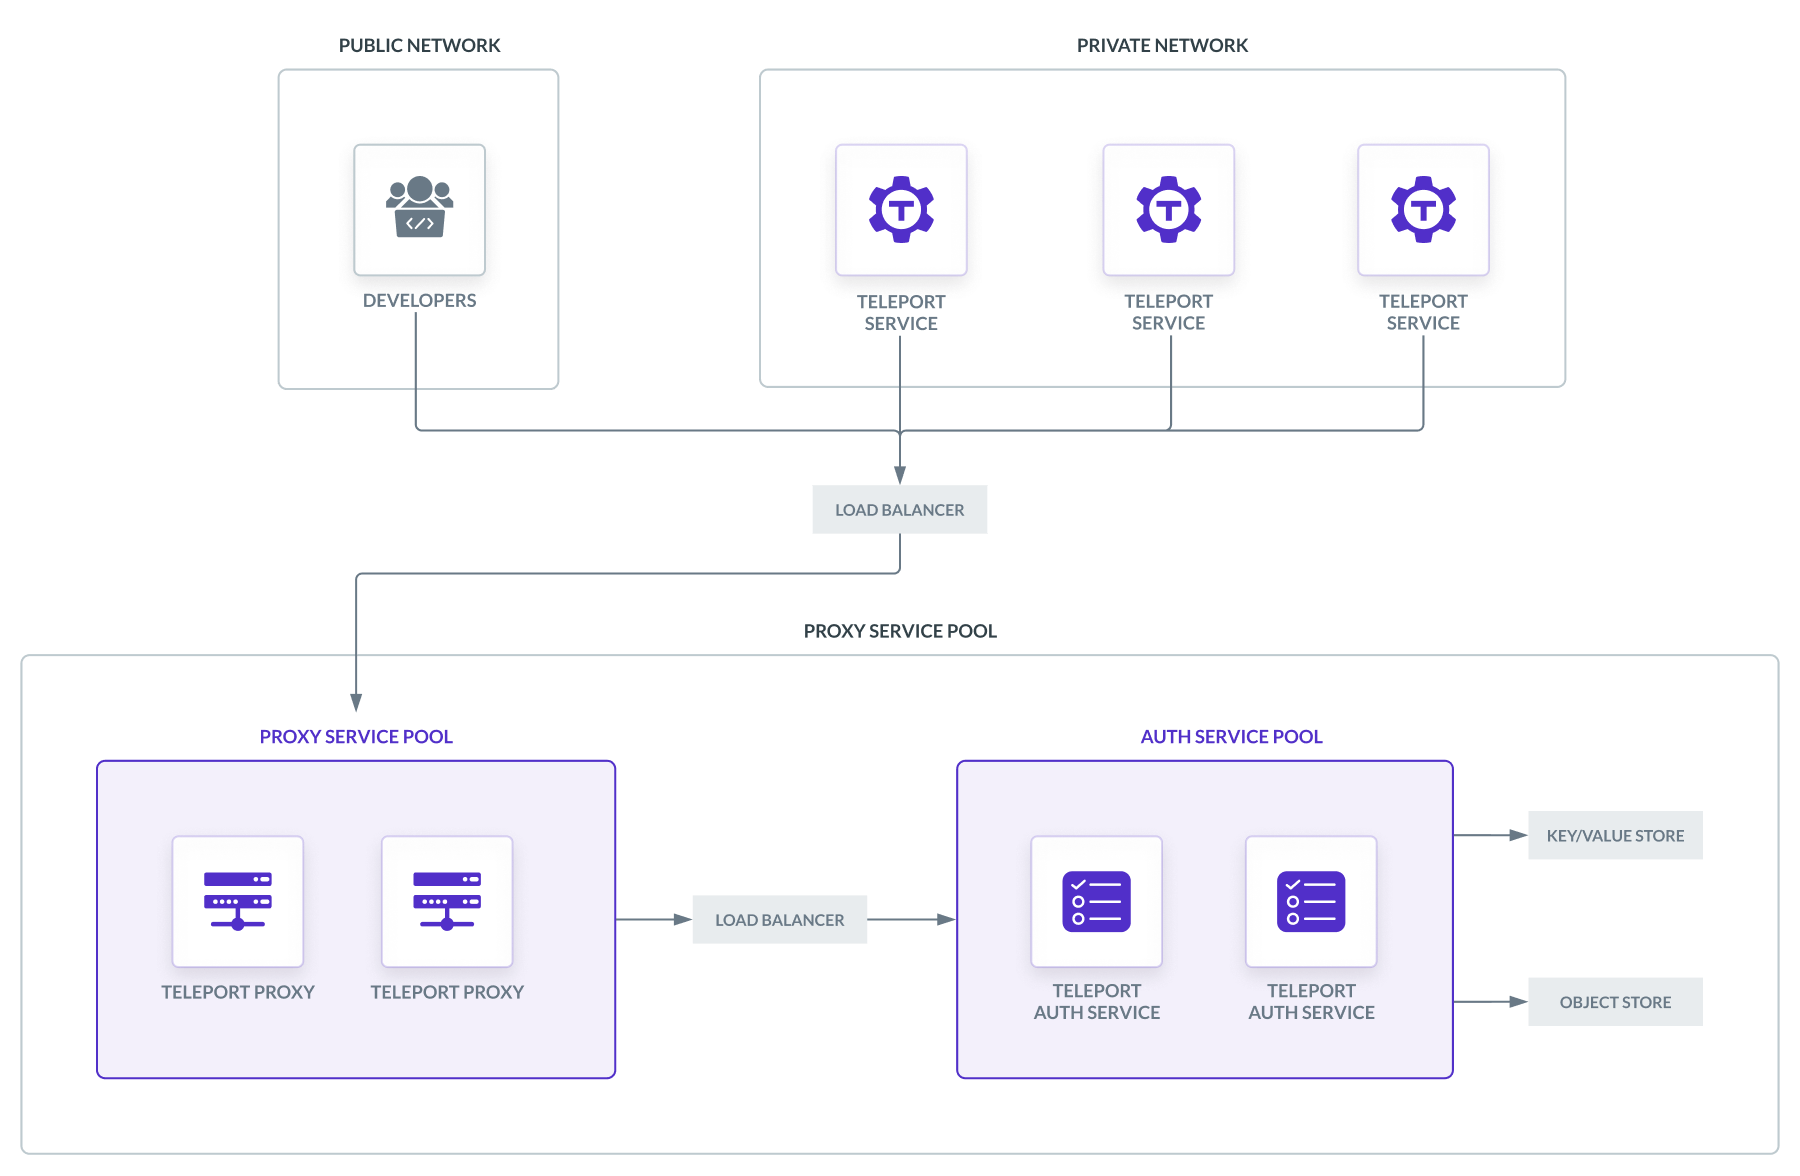 PUBLIC NETWORK
PRIVATE NETWORK
</>
DEVELOPERS
T
TELEPORT
SERVICE
T
TELEPORT
SERVICE
T
TELEPORT
SERVICE
LOAD BALANCER
PROXY SERVICE POOL
PROXY SERVICE POOL
TELEPORT PROXY
TELEPORT PROXY
LOAD BALANCER
AUTH SERVICE POOL
TELEPORT
AUTH SERVICE
TELEPORT
AUTH SERVICE
KEY/VALUE STORE
OBJECT STORE